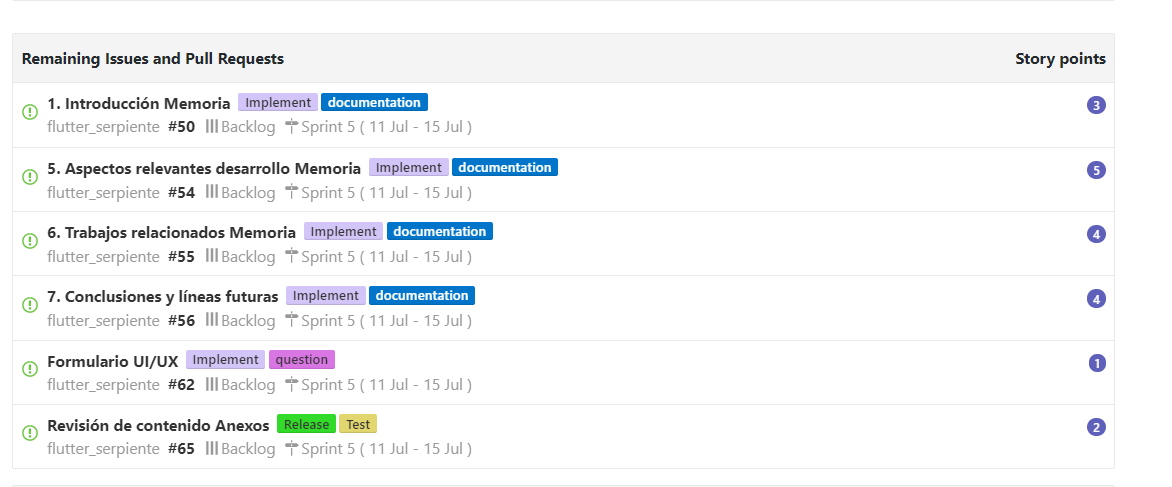 Remaining Issues and Pull Requests Story points
1. Introducción Memoria Implement documentation 3
flutter_serpiente #50 Backlog Sprint 5 ( 11 Jul - 15 Jul )
5. Aspectos relevantes desarrollo Memoria Implement documentation 5
flutter_serpiente #54 Backlog Sprint 5 ( 11 Jul - 15 Jul )
6. Trabajos relacionados Memoria Implement documentation 4
flutter_serpiente #55 Backlog Sprint 5 ( 11 Jul - 15 Jul )
7. Conclusiones y líneas futuras Implement documentation 4
flutter_serpiente #56 Backlog Sprint 5 ( 11 Jul - 15 Jul )
Formulario UI/UX Implement question 1
flutter_serpiente #62 Backlog Sprint 5 ( 11 Jul - 15 Jul )
Revisión de contenido Anexos Release Test 2
flutter_serpiente #65 Backlog Sprint 5 ( 11 Jul - 15 Jul )